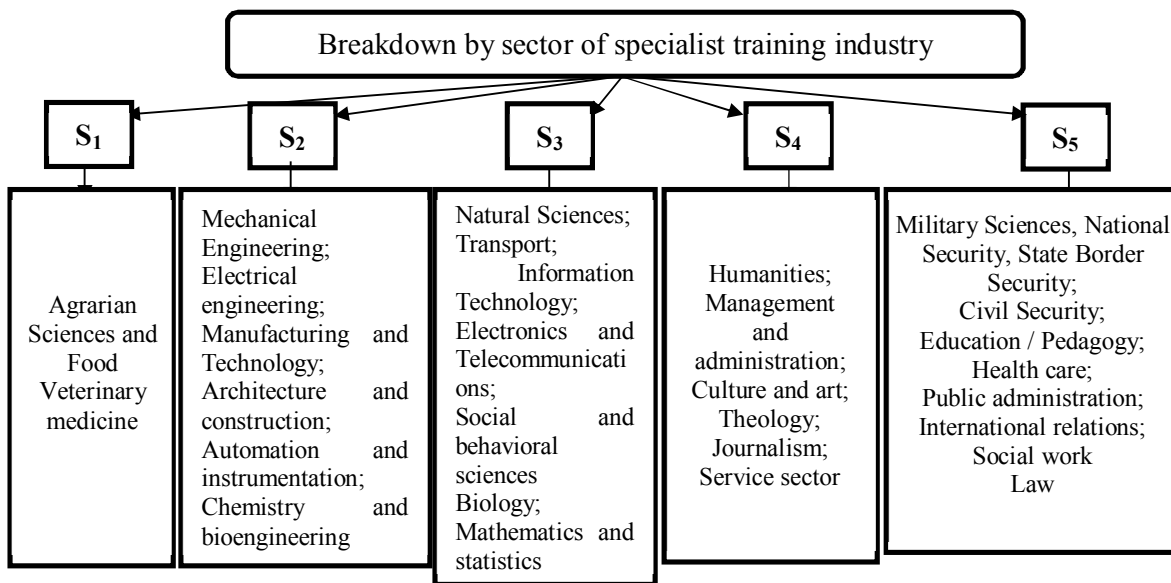 Breakdown by sector of specialist training industry
S₁
S₂
S₃
S₄
S₅
Agrarian
Sciences and
Food
Veterinary
medicine
Mechanical
Engineering;
Electrical
engineering;
Manufacturing and
Technology;
Architecture and
construction;
Automation and
instrumentation;
Chemistry and
bioengineering
Natural Sciences;
Transport;
Information
Technology;
Electronics and
Telecommunicati
ons;
Social and
behavioral
sciences
Biology;
Mathematics and
statistics
Humanities;
Management
and
administration;
Culture and art;
Theology;
Journalism;
Service sector
Military Sciences, National
Security, State Border
Security;
Civil Security;
Education / Pedagogy;
Health care;
Public administration;
International relations;
Social work
Law